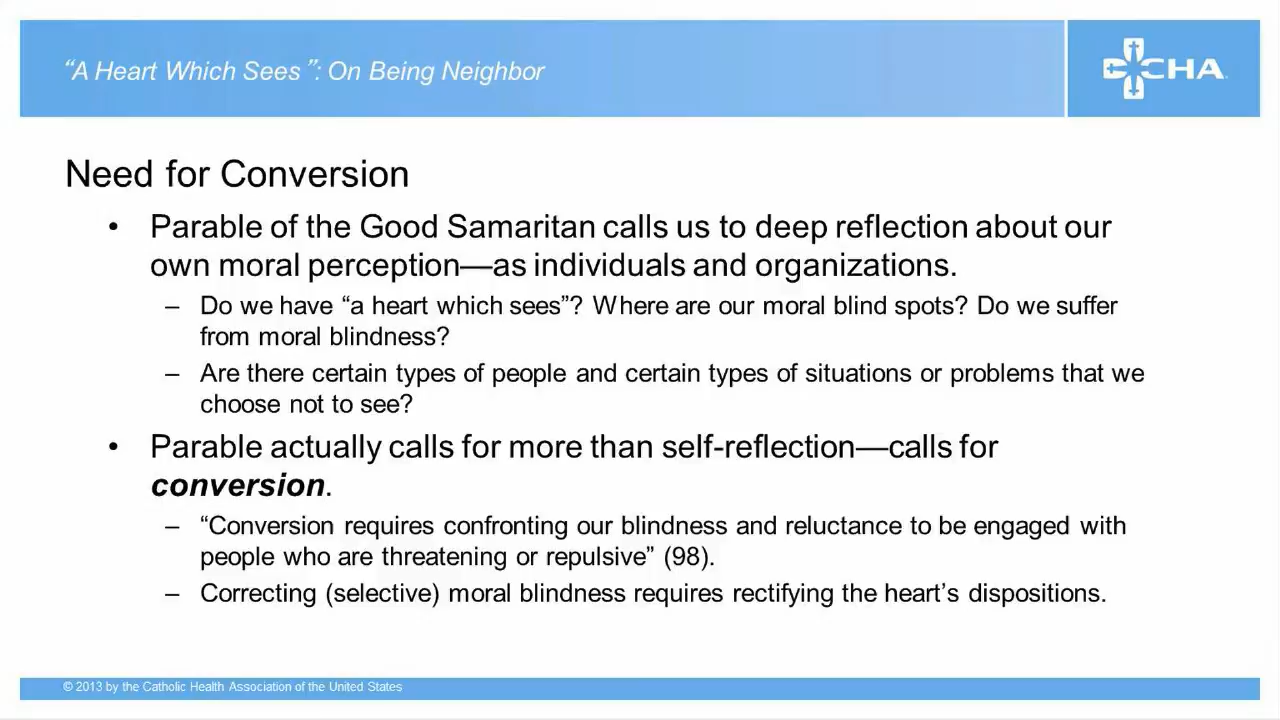 “A Heart Which Sees ”: On Being Neighbor
CHA
Need for Conversion
• Parable of the Good Samaritan calls us to deep reflection about our
own moral perception—as individuals and organizations.
– Do we have “a heart which sees”? Where are our moral blind spots? Do we suffer
from moral blindness?
– Are there certain types of people and certain types of situations or problems that we
choose not to see?
• Parable actually calls for more than self-reflection—calls for
conversion.
– “Conversion requires confronting our blindness and reluctance to be engaged with
people who are threatening or repulsive” (98).
– Correcting (selective) moral blindness requires rectifying the heart’s dispositions.
© 2013 by the Catholic Health Association of the United States